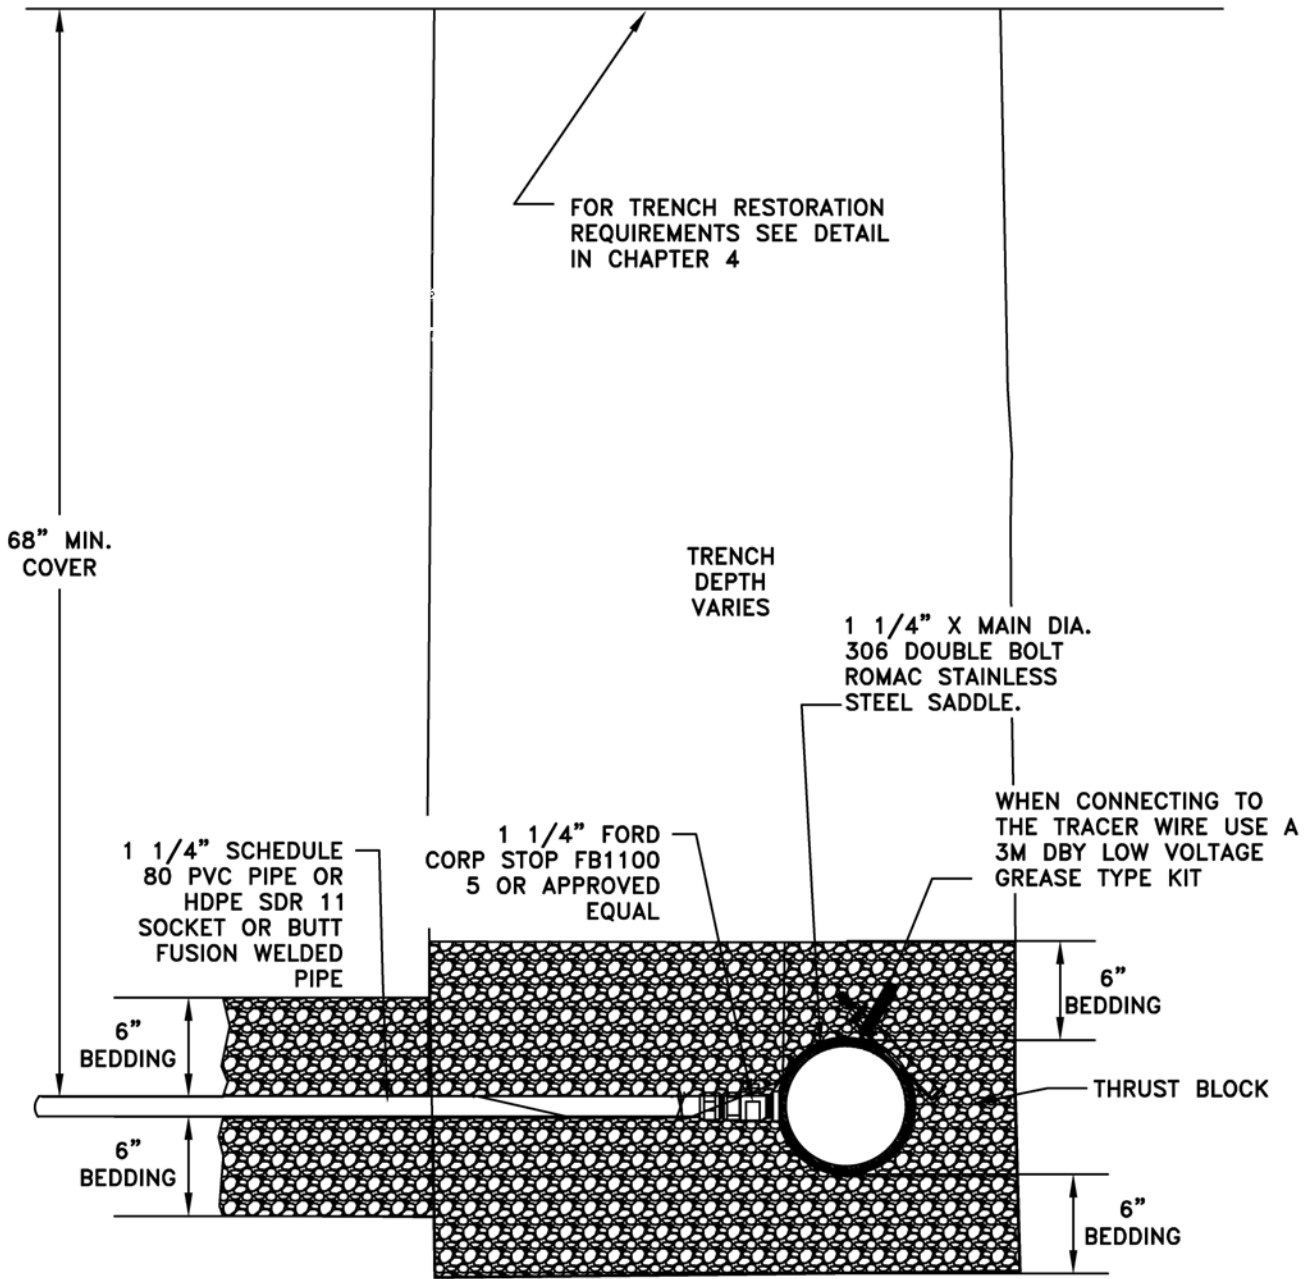 FOR TRENCH RESTORATION
REQUIREMENTS SEE DETAIL
IN CHAPTER 4
68” MIN.
COVER
TRENCH
DEPTH
VARIES
1 1/4” X MAIN DIA.
306 DOUBLE BOLT
ROMAC STAINLESS
STEEL SADDLE.
WHEN CONNECTING TO
THE TRACER WIRE USE A
3M DBY LOW VOLTAGE
GREASE TYPE KIT
1 1/4” FORD
CORP STOP FB1100
5 OR APPROVED
EQUAL
1 1/4” SCHEDULE
80 PVC PIPE OR
HDPE SDR 11
SOCKET OR BUTT
FUSION WELDED
PIPE
6”
BEDDING
6”
BEDDING
THRUST BLOCK
6”
BEDDING
6”
BEDDING